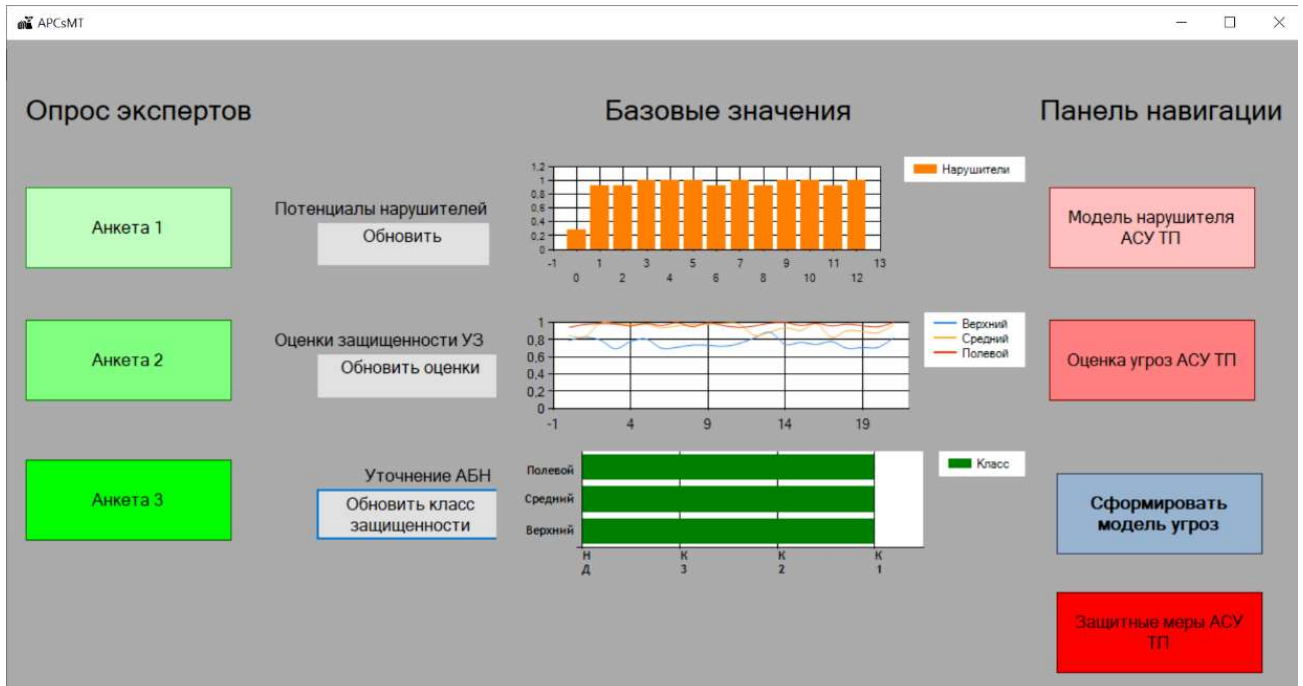 APCsMT
Опрос экспертов
Базовые значения
Панель навигации
Анкета 1
Потенциалы нарушителей
Обновить
1,2
1
0,8
0,6
0,4
0,2
0
-1 1 3 5 7 9 11 13
0 2 4 6 8 10 12
Нарушители
Модель нарушителя
АСУ ТП
Анкета 2
Оценки защищенности УЗ
Обновить оценки
1
0,8
0,6
0,4
0,2
0
-1 4 9 14 19
Верхний
Средний
Полевой
Оценка угроз АСУ ТП
Анкета 3
Уточнение АБН
Обновить класс
защищенности
Полевой
Средний
Верхний
Н К К К
Д 3 2 1
Класс
Сформировать
модель угроз
Защитные меры АСУ
ТП